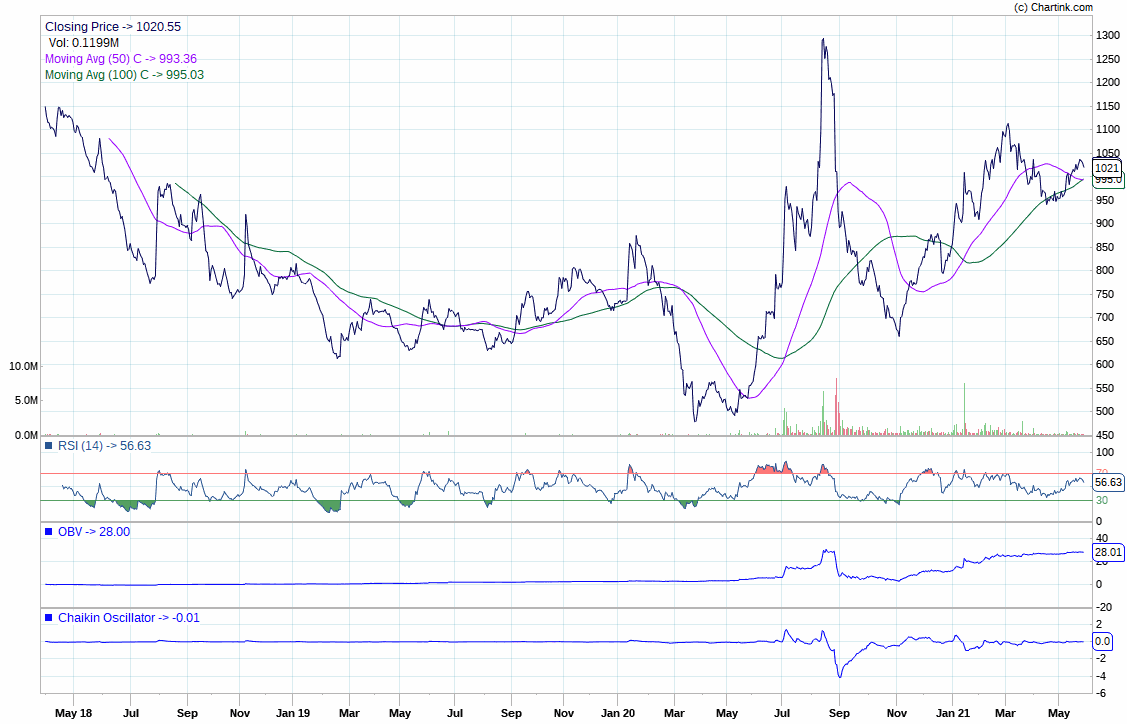 (c) Chartink.com
Closing Price -> 1020.55
Vol: 0.1199M
Moving Avg (50) C -> 993.36
Moving Avg (100) C -> 995.03
1300
1250
1200
1150
1100
1050
1021
995.0
950
900
850
800
750
700
650
600
550
500
450
10.0M
5.0M
0.0M
RSI (14) -> 56.63
100
70
56.63
30
0
OBV -> 28.00
40
28.01
20
0
-20
Chaikin Oscillator -> -0.01
2
0.0
-2
-4
-6
May 18 Jul Sep Nov Jan 19 Mar May Jul Sep Nov Jan 20 Mar May Jul Sep Nov Jan 21 Mar May